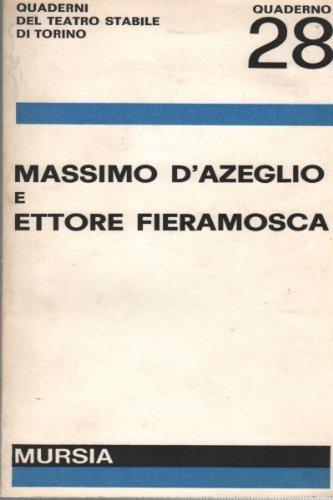 QUADERNI
DEL TEATRO STABILE
DI TORINO
QUADERNO
28
MASSIMO D'AZEGLIO
E
ETTORE FIERAMOSCA
MURSIA